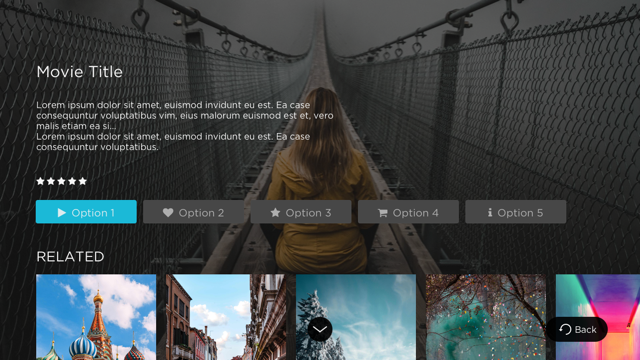 Movie Title
Lorem ipsum dolor sit amet, euismod invidunt eu est. Ea case
consequuntur voluptatibus vim, eius malorum euismod est et, vero
malis etiam ea si...
Lorem ipsum dolor sit amet, euismod invidunt eu est. Ea case
consequuntur voluptatibus.
Option 1
Option 2
Option 3
Option 4
Option 5
RELATED
Back